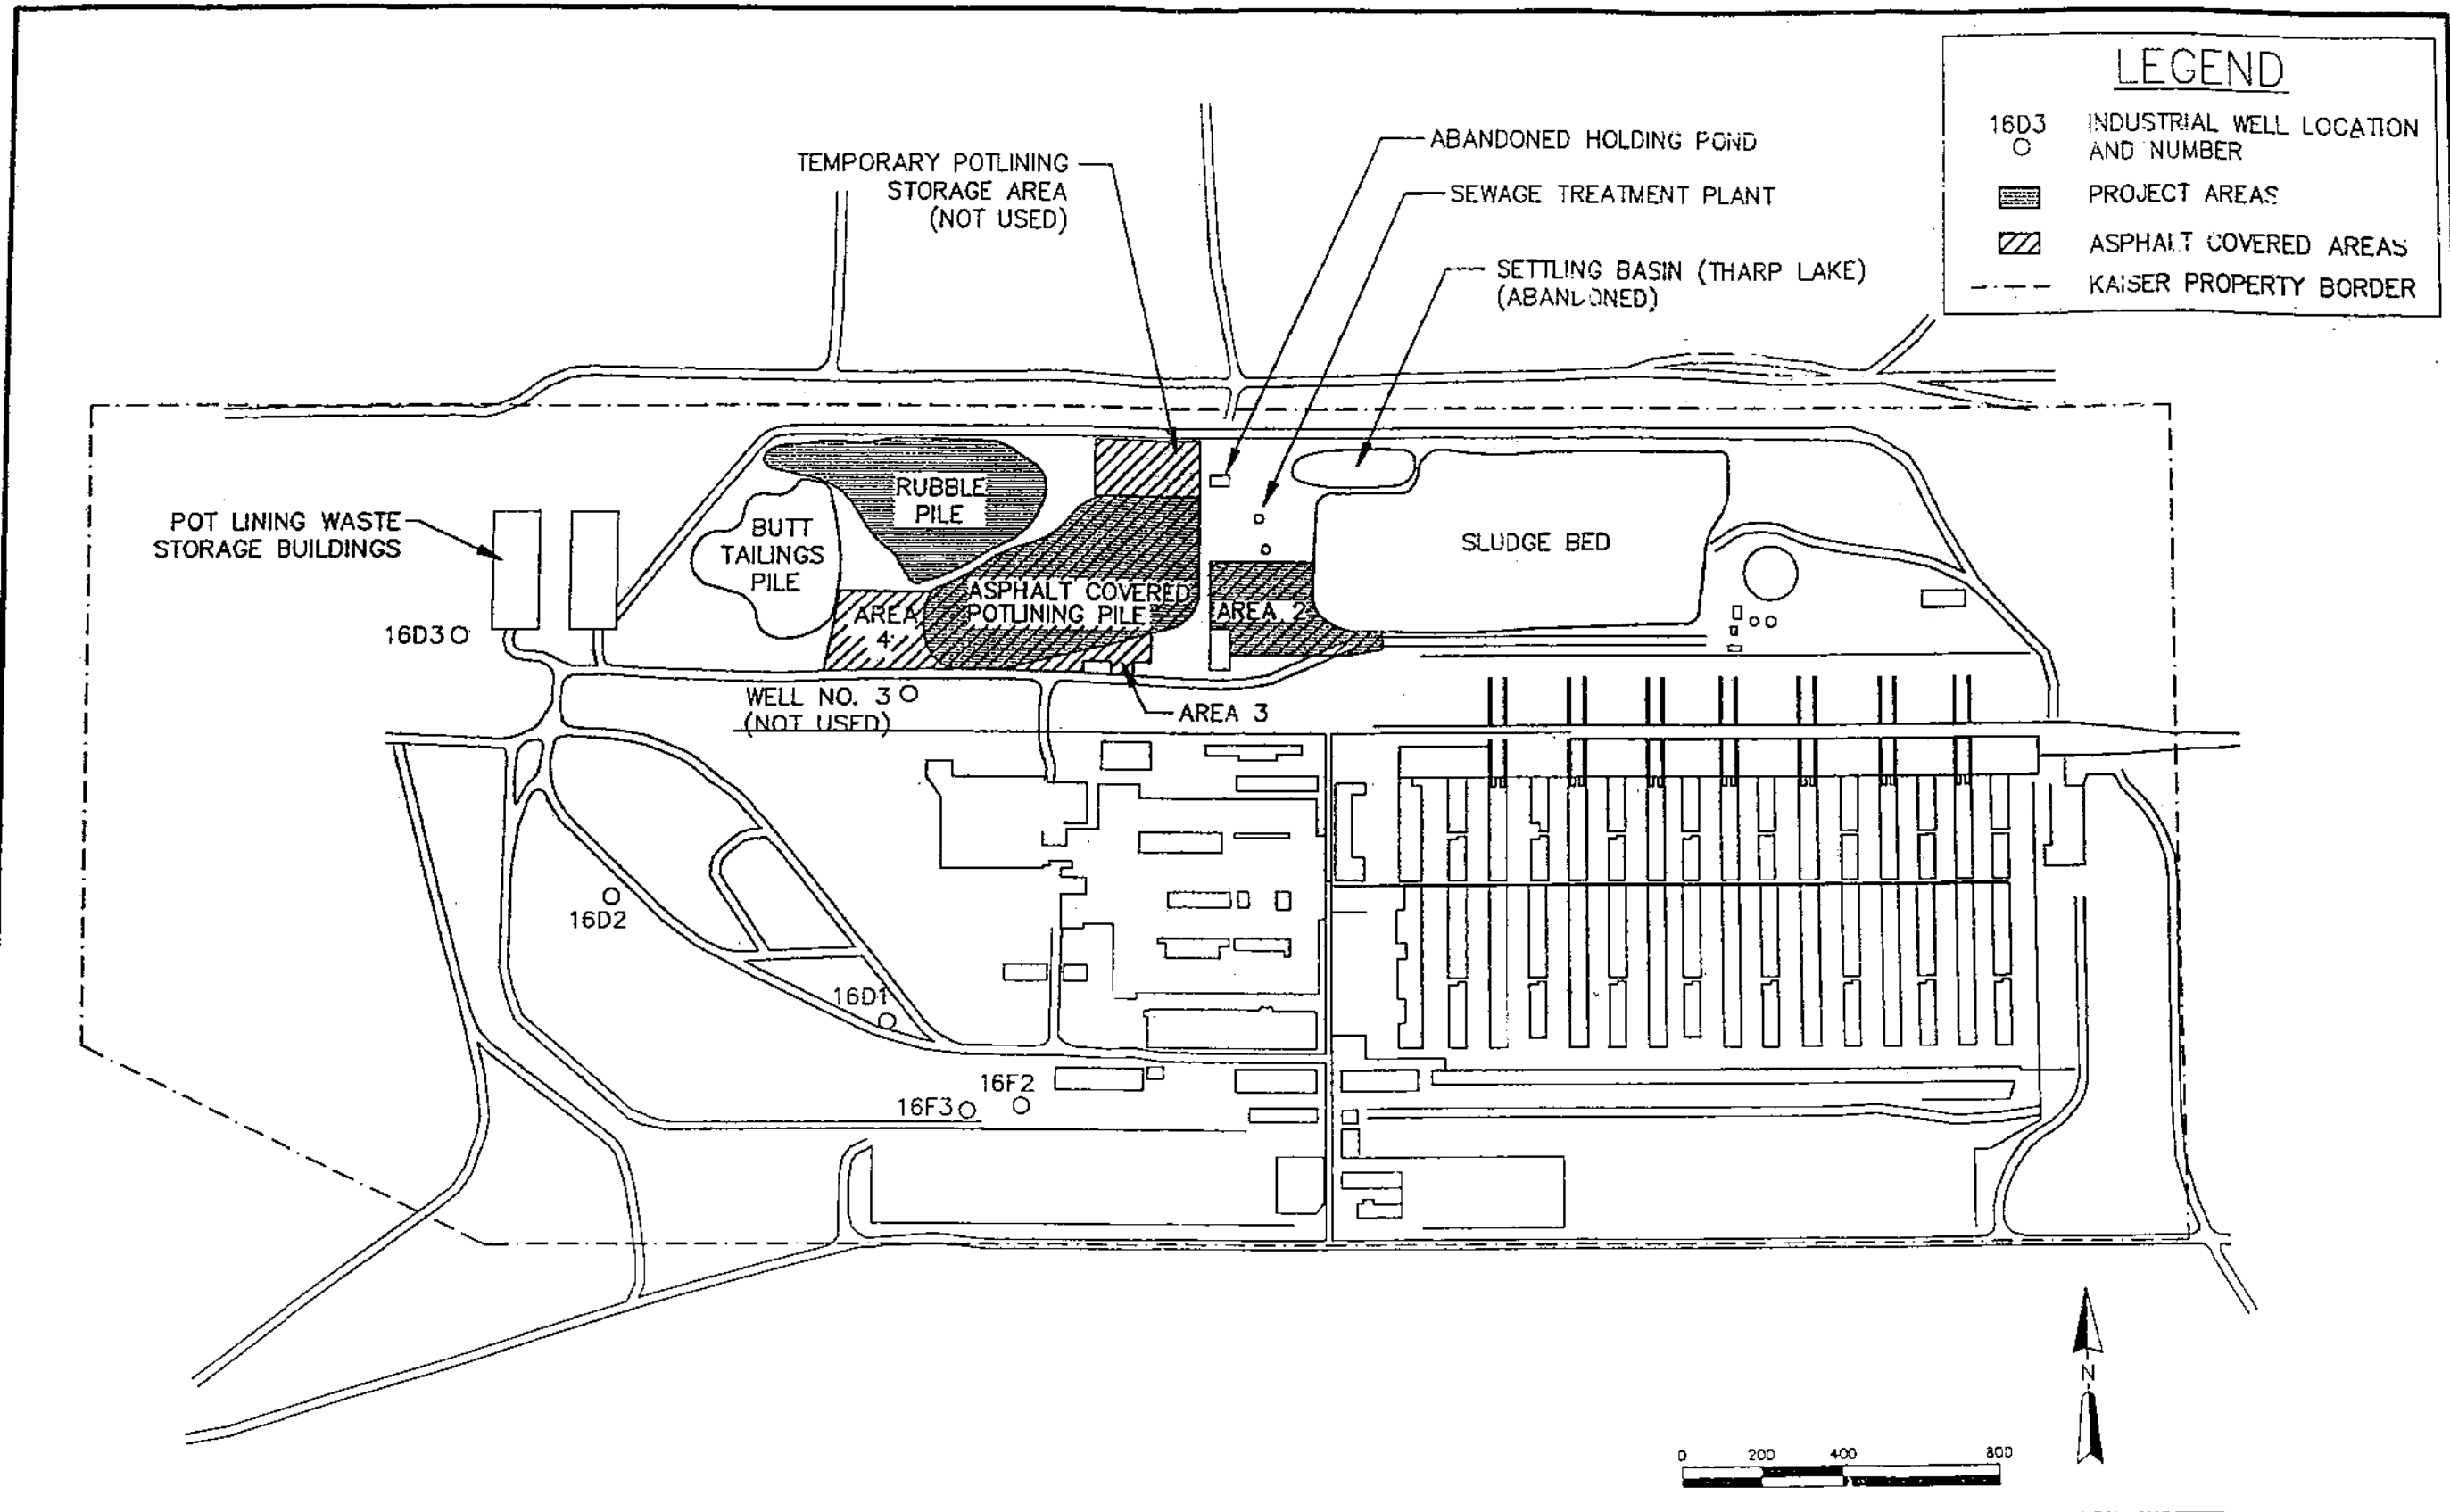 LEGEND
16D3 INDUSTRIAL WELL LOCATION
AND NUMBER
PROJECT AREAS
ASPHALT COVERED AREAS
KAISER PROPERTY BORDER
TEMPORARY POTLINING
STORAGE AREA
(NOT USED)
ABANDONED HOLDING POND
SEWAGE TREATMENT PLANT
SETTLING BASIN (THARP LAKE)
(ABANDONED)
POT LINING WASTE
STORAGE BUILDINGS
RUBBLE
PILE
BUTT
TAILINGS
PILE
SLUDGE BED
ASPHALT COVERED
POTLINING PILE
AREA
4
AREA 2
16D3
WELL NO. 3
(NOT USED)
AREA 3
16D2
16D1
16F2
16F3
N
0 200 400 800